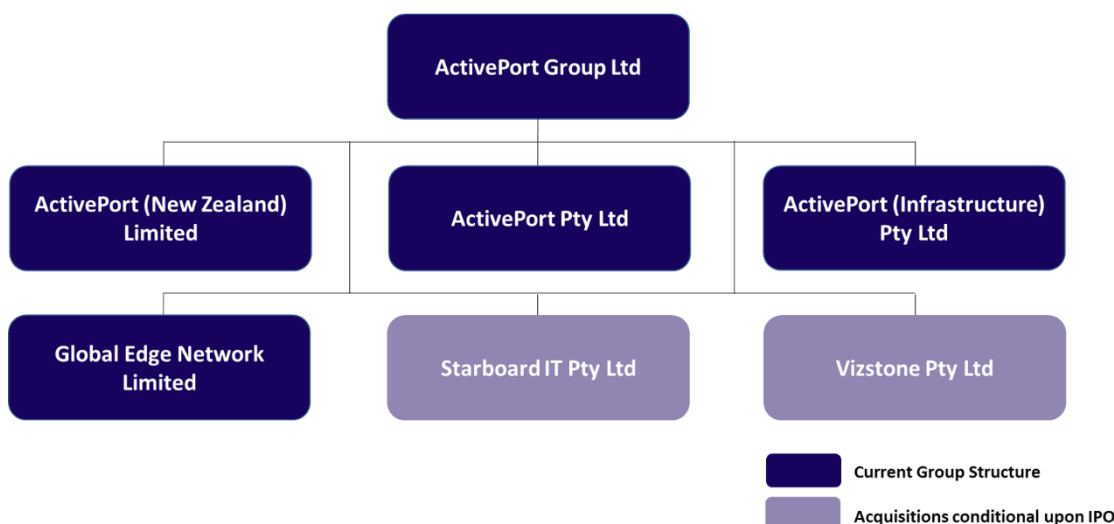 ActivePort Group Ltd
ActivePort (New Zealand)
Limited
ActivePort Pty Ltd
ActivePort (Infrastructure)
Pty Ltd
Global Edge Network
Limited
Starboard IT Pty Ltd
Vizstone Pty Ltd
Current Group Structure
Acquisitions conditional upon IPO